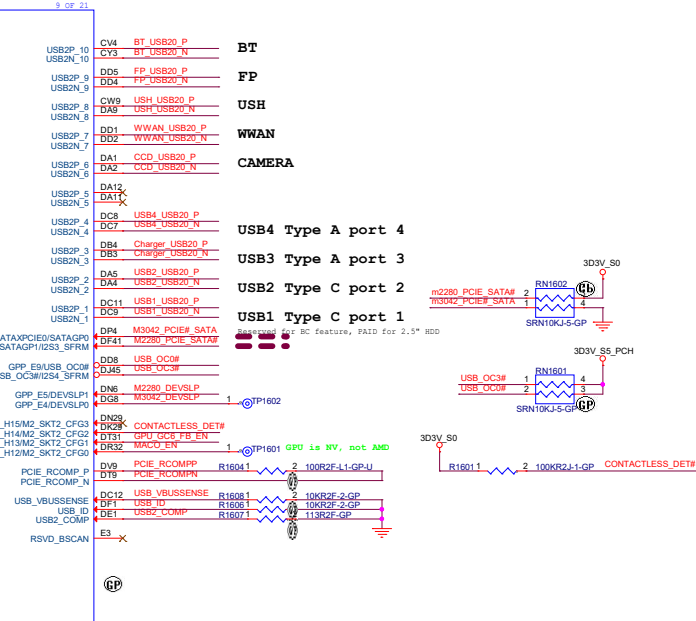 9 OF 21
USB2P_10 CV4 BT_USB20_P
USB2N_10 CY3 BT_USB20_N
BT
USB2P_9 DD5 FP_USB20_P
USB2N_9 DD4 FP_USB20_N
FP
USB2P_8 CW9 USH_USB20_P
USB2N_8 DA9 USH_USB20_N
USH
USB2P_7 DD1 WWAN_USB20_P
USB2N_7 DD2 WWAN_USB20_N
WWAN
USB2P_6 DA1 CCD_USB20_P
USB2N_6 DA2 CCD_USB20_N
CAMERA
USB2P_5 DA12
USB2N_5 DA11
USB2P_4 DC8 USB4_USB20_P
USB2N_4 DC7 USB4_USB20_N
USB4 Type A port 4
USB2P_3 DB4 Charger_USB20_P
USB2N_3 DB3 Charger_USB20_N
USB3 Type A port 3
USB2P_2 DA5 USB2_USB20_P
USB2N_2 DA4 USB2_USB20_N
USB2 Type C port 2
USB2P_1 DC11 USB1_USB20_P
USB2N_1 DC9 USB1_USB20_N
USB1 Type C port 1
ATAXPCIE0/SATAGP0 DP4 M3042_PCIE#_SATA
Reserved for BC feature, PAID for 2.5" HDD
SATAGP1/I2S3_SFRM DF41 M2280_PCIE_SATA#
GPP_E9/USB_OC0# DD8 USB_OC0#
SB_OC3#/I2S4_SFRM DJ45 USB_OC3#
GPP_E5/DEVSLP1 DN6 M2280_DEVSLP
GPP_E4/DEVSLP0 DG8 M3042_DEVSLP 1 TP1602
_H15/M2_SKT2_CFG3 DN29
_H14/M2_SKT2_CFG2 DK29 CONTACTLESS_DET#
_H13/M2_SKT2_CFG1 DT31 GPU_GC6_FB_EN
_H12/M2_SKT2_CFG0 DR32 MACO_EN 1 TP1601 GPU is NV, not AMD
PCIE_RCOMP_P DV9 PCIE_RCOMPP R1604 1 2 100R2F-L1-GP-U
PCIE_RCOMP_N DT9 PCIE_RCOMPN
USB_VBUSSENSE DC12 USB_VBUSSENSE R1608 1 2 10KR2F-2-GP
USB_ID DF1 USB_ID R1606 1 2 10KR2F-2-GP
USB2_COMP DE1 USB2_COMP R1607 1 2 113R2F-GP
RSVD_BSCAN E3
GP
3D3V_S0
RN1602
m2280_PCIE_SATA# 2
m3042_PCIE#_SATA 1
SRN10KJ-5-GP
3D3V_S5_PCH
RN1601
USB_OC3# 1 4
USB_OC0# 2 3
SRN10KJ-5-GP
GP
3D3V_S0
R1601 1 2 100KR2J-1-GP CONTACTLESS_DET#